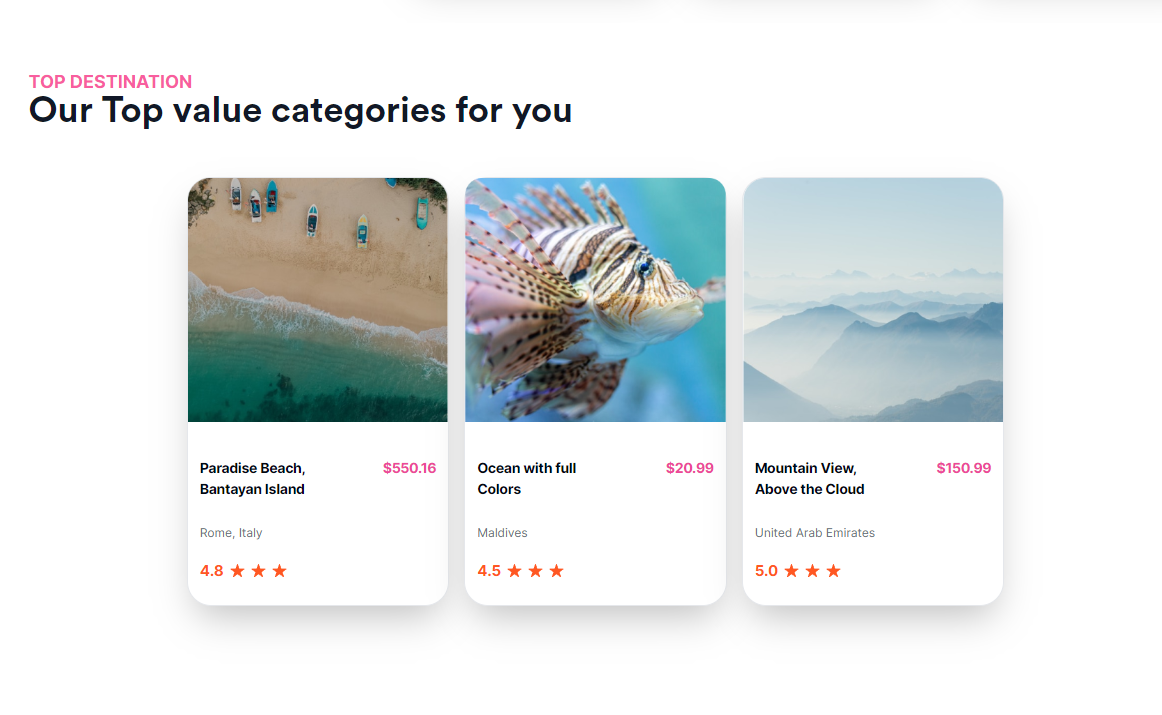 TOP DESTINATION
Our Top value categories for you
Paradise Beach,
Bantayan Island
$550.16
Rome, Italy
4.8
Ocean with full
Colors
$20.99
Maldives
4.5
Mountain View,
Above the Cloud
$150.99
United Arab Emirates
5.0